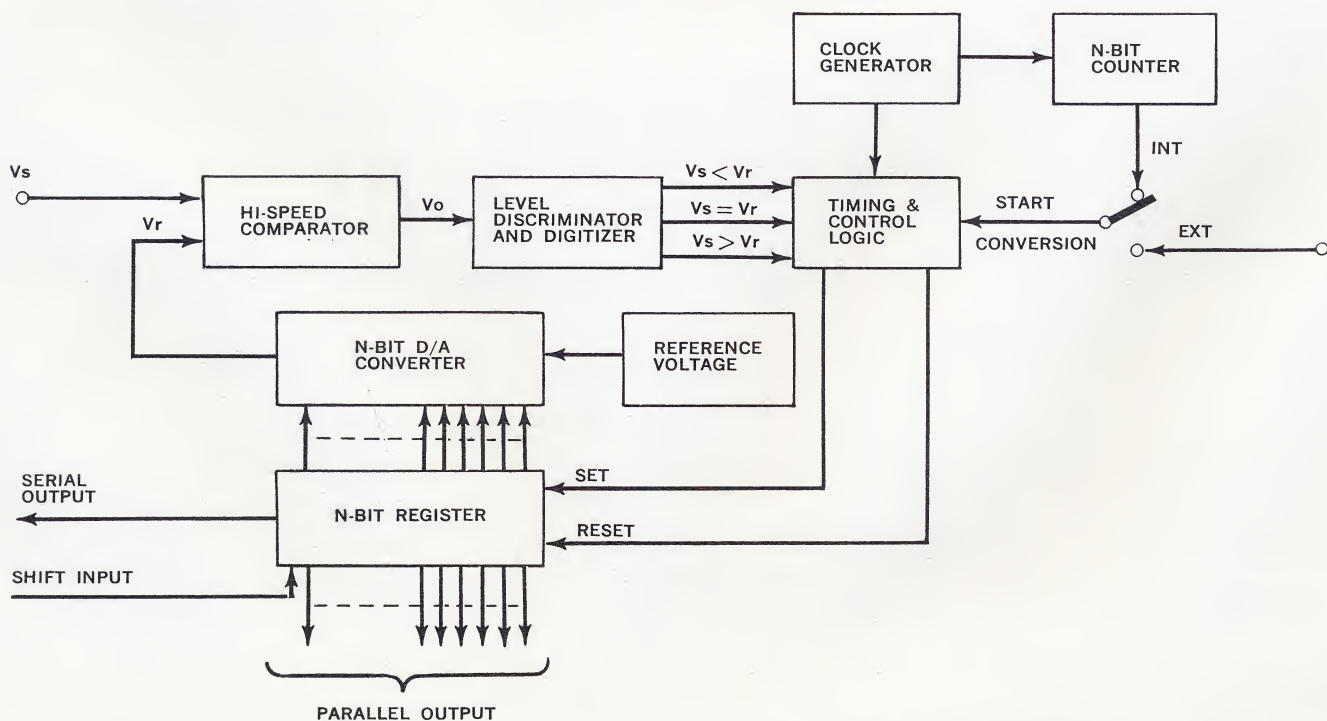 CLOCK
GENERATOR
N-BIT
COUNTER
INT
Vs
Vr
HI-SPEED
COMPARATOR
Vo
LEVEL
DISCRIMINATOR
AND DIGITIZER
Vs < Vr
Vs = Vr
Vs > Vr
TIMING &
CONTROL
LOGIC
START
CONVERSION
EXT
N-BIT D/A
CONVERTER
REFERENCE
VOLTAGE
SERIAL
OUTPUT
N-BIT REGISTER
SET
RESET
SHIFT INPUT
PARALLEL OUTPUT